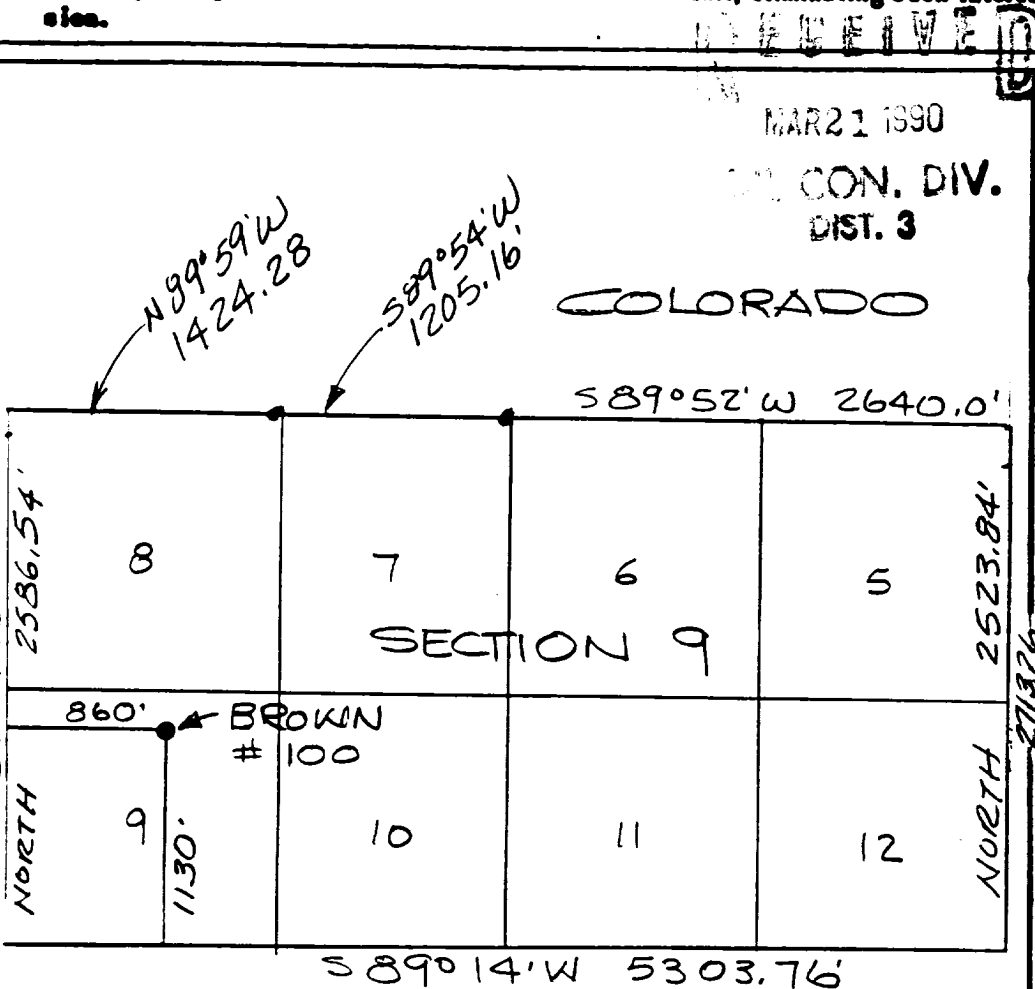 sion.
RECEIVED
MAR21 1990
CON. DIV.
DIST. 3
N 89°59'W
1424.28
S89°54'W
1205.16'
COLORADO
S89°52'W 2640.0'
2586.54'
8
7
6
5
2523.84'
SECTION 9
860'
BROWN
# 100
NORTH
9
1130'
10
11
12
NORTH
S89°14'W 5303.76'